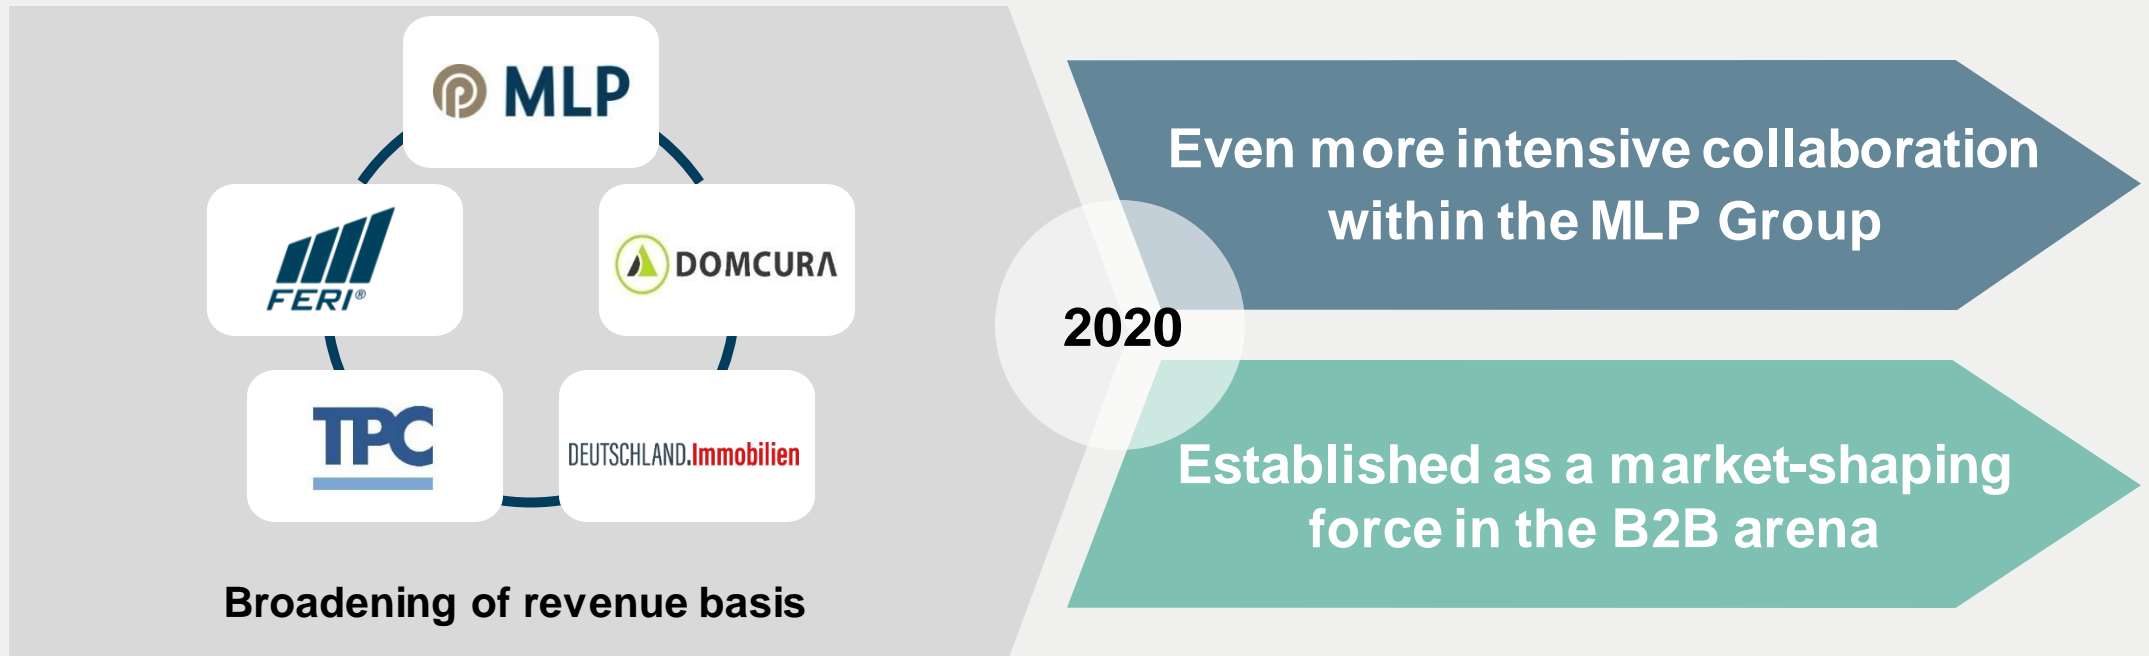 MLP
FERI®
DOMCURA
TPC
DEUTSCHLAND.Immobilien
Broadening of revenue basis
2020
Even more intensive collaboration
within the MLP Group
Established as a market-shaping
force in the B2B arena